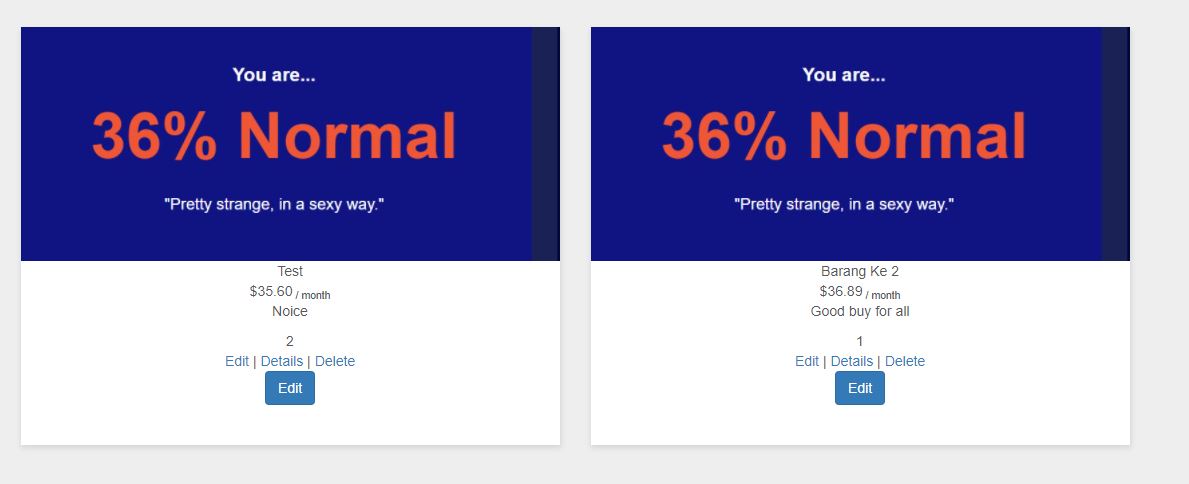 You are...
36% Normal
"Pretty strange, in a sexy way."
Test
$35.60 / month
Noice
2
Edit | Details | Delete
Edit
You are...
36% Normal
"Pretty strange, in a sexy way."
Barang Ke 2
$36.89 / month
Good buy for all
1
Edit | Details | Delete
Edit